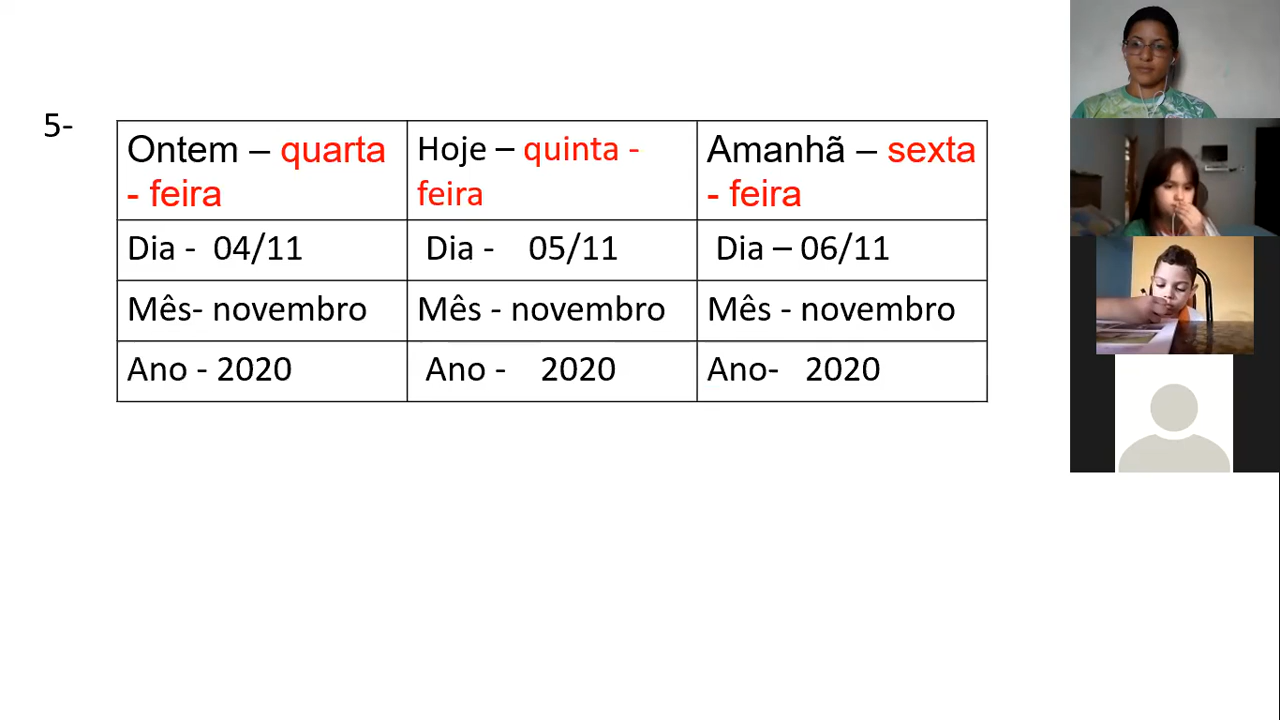 5-
Ontem – quarta
- feira
Hoje – quinta -
feira
Amanhã – sexta
- feira
Dia - 04/11
Dia - 05/11
Dia – 06/11
Mês- novembro
Mês - novembro
Mês - novembro
Ano - 2020
Ano - 2020
Ano- 2020